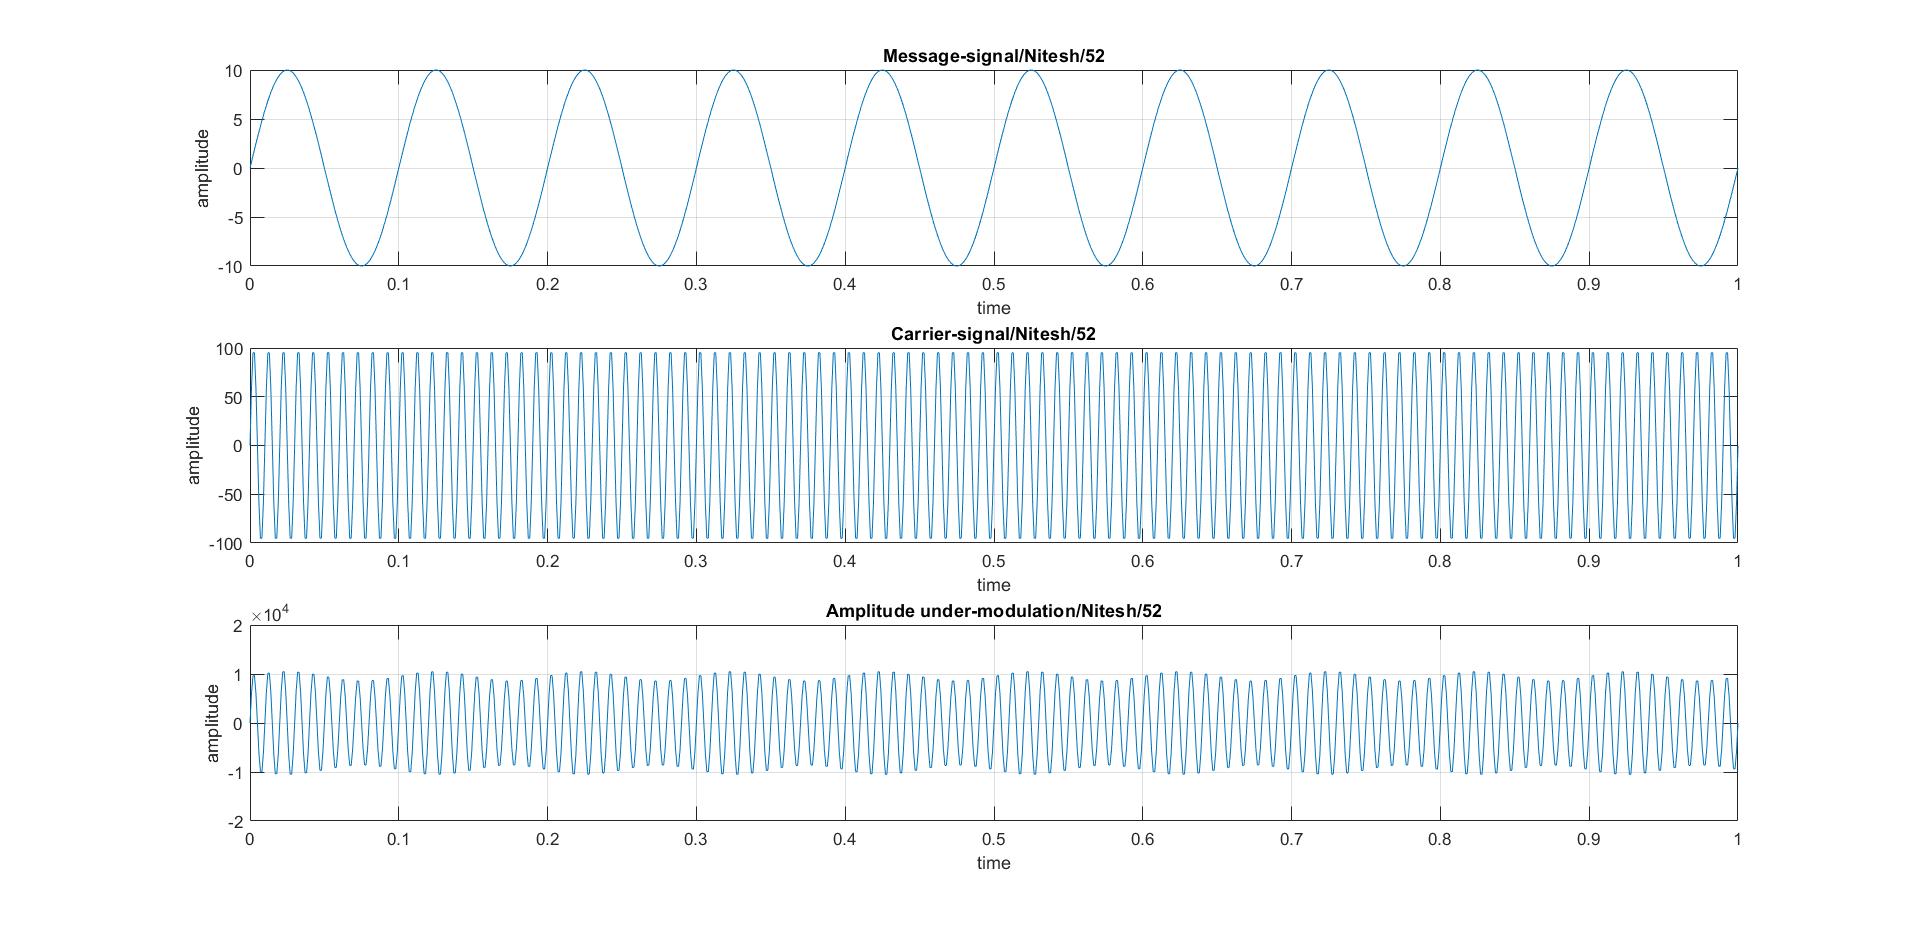 Message-signal/Nitesh/52
10
5
0
-5
-10
amplitude
0 0.1 0.2 0.3 0.4 0.5 0.6 0.7 0.8 0.9 1
time
Carrier-signal/Nitesh/52
100
50
0
-50
-100
amplitude
0 0.1 0.2 0.3 0.4 0.5 0.6 0.7 0.8 0.9 1
time
Amplitude under-modulation/Nitesh/52
×10⁴
2
1
0
-1
-2
amplitude
0 0.1 0.2 0.3 0.4 0.5 0.6 0.7 0.8 0.9 1
time